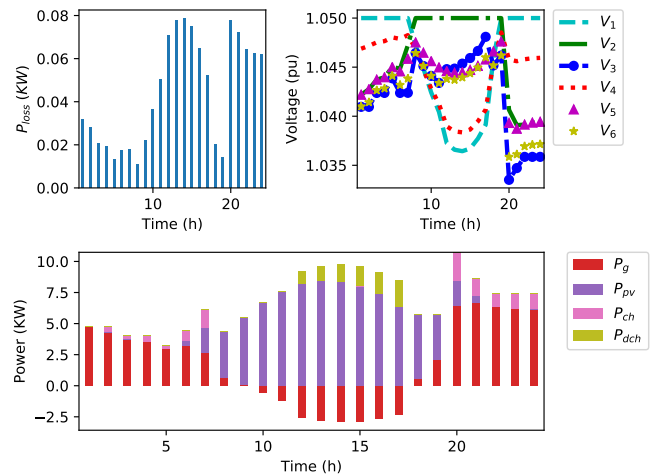 0.08
0.06
0.04
0.02
0.00
P_loss (KW)
10
20
Time (h)
1.050
1.045
1.040
1.035
Voltage (pu)
10
20
Time (h)
V_1
V_2
V_3
V_4
V_5
V_6
10.0
7.5
5.0
2.5
0.0
−2.5
Power (KW)
5
10
15
20
Time (h)
P_g
P_pv
P_ch
P_dch